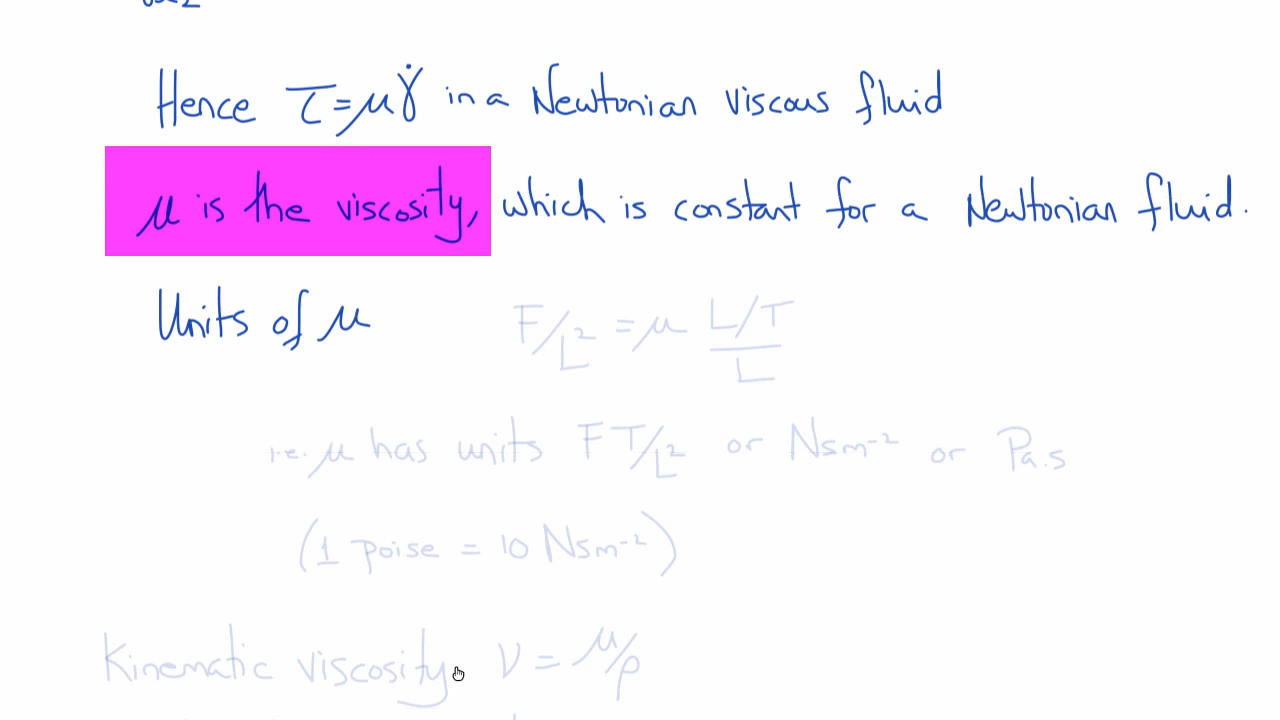 Hence τ = μγ̇ in a Newtonian viscous fluid
μ is the viscosity, which is constant for a Newtonian fluid.
Units of μ F/L² = μ (L/T)/L
i.e. μ has units FT/L² or Nsm⁻² or Pa.s
(1 poise = 10 Nsm⁻²)
Kinematic viscosity ν = μ/ρ